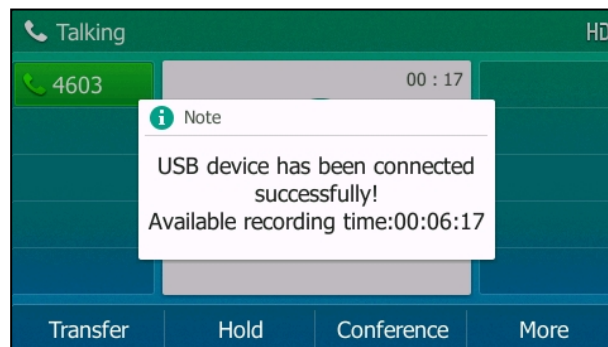 Talking
HD
4603
00 : 17
Note
USB device has been connected
successfully!
Available recording time:00:06:17
Transfer
Hold
Conference
More